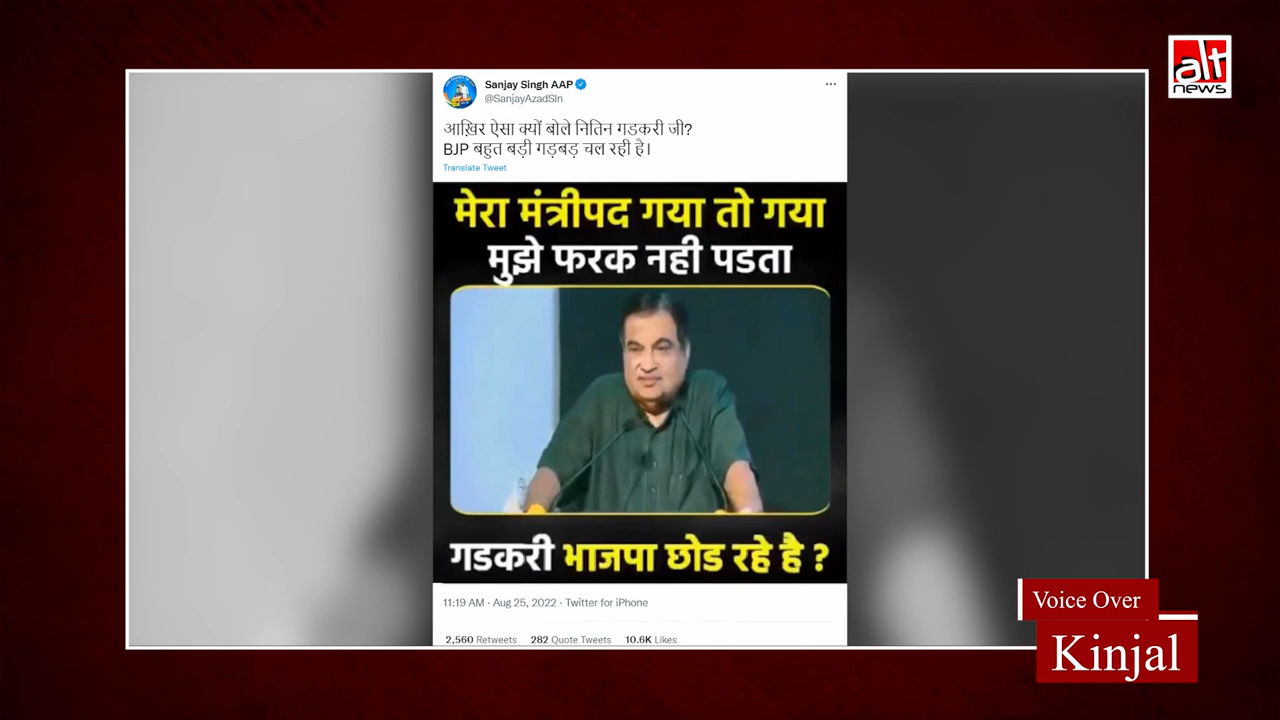 alt
news
Sanjay Singh AAP
@SanjayAzadSln
आख़िर ऐसा क्यों बोले नितिन गडकरी जी?
BJP बहुत बड़ी गड़बड़ चल रही है।
Translate Tweet
मेरा मंत्रीपद गया तो गया
मुझे फरक नही पडता
गडकरी भाजपा छोड रहे है ?
11:19 AM · Aug 25, 2022 · Twitter for iPhone
2,560 Retweets 282 Quote Tweets 10.6K Likes
Voice Over
Kinjal